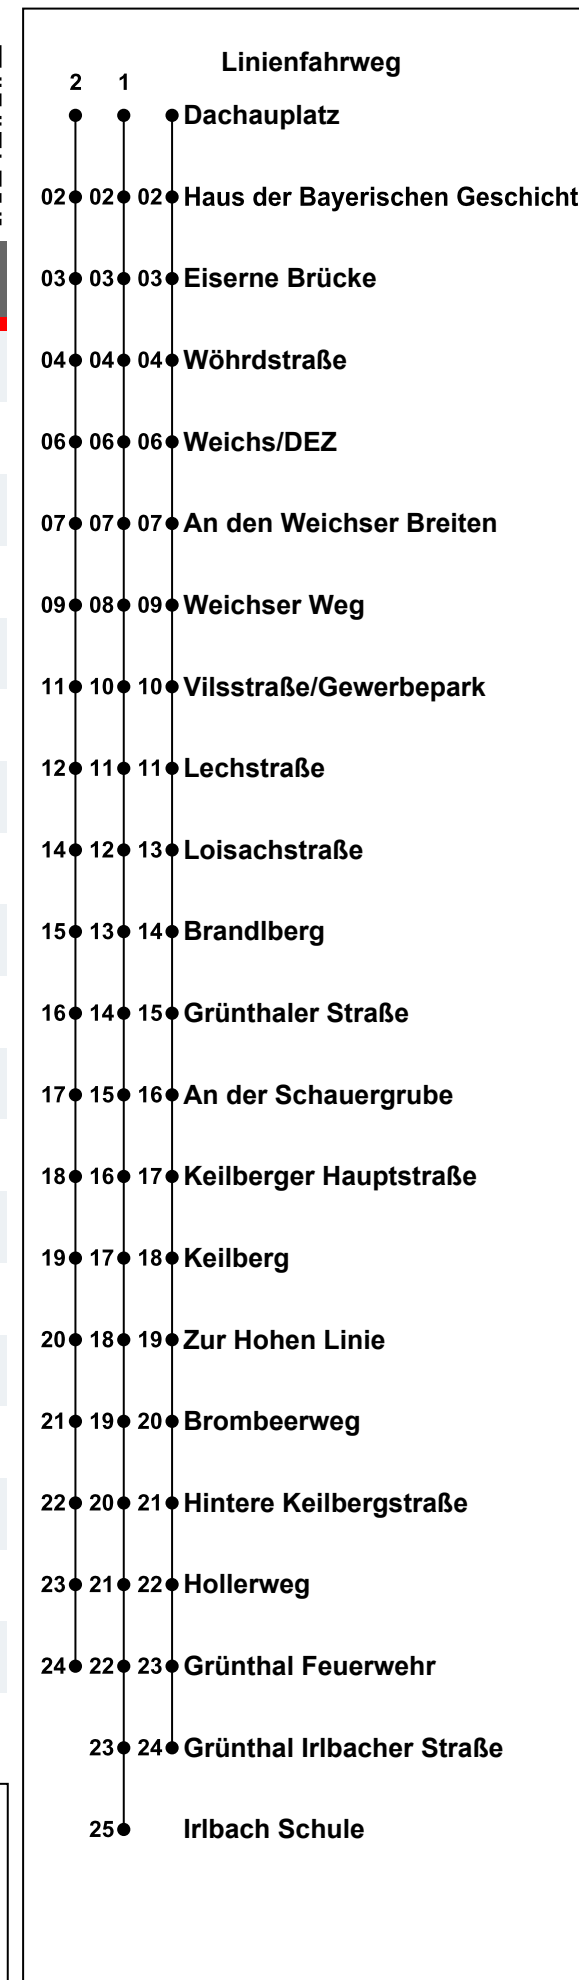 Linienfahrweg
2 1
Dachauplatz
02 02 02 Haus der Bayerischen Geschicht
03 03 03 Eiserne Brücke
04 04 04 Wöhrdstraße
06 06 06 Weichs/DEZ
07 07 07 An den Weichser Breiten
09 08 09 Weichser Weg
11 10 10 Vilsstraße/Gewerbepark
12 11 11 Lechstraße
14 12 13 Loisachstraße
15 13 14 Brandlberg
16 14 15 Grünthaler Straße
17 15 16 An der Schauergrube
18 16 17 Keilberger Hauptstraße
19 17 18 Keilberg
20 18 19 Zur Hohen Linie
21 19 20 Brombeerweg
22 20 21 Hintere Keilbergstraße
23 21 22 Hollerweg
24 22 23 Grünthal Feuerwehr
23 24 Grünthal Irlbacher Straße
25 Irlbach Schule